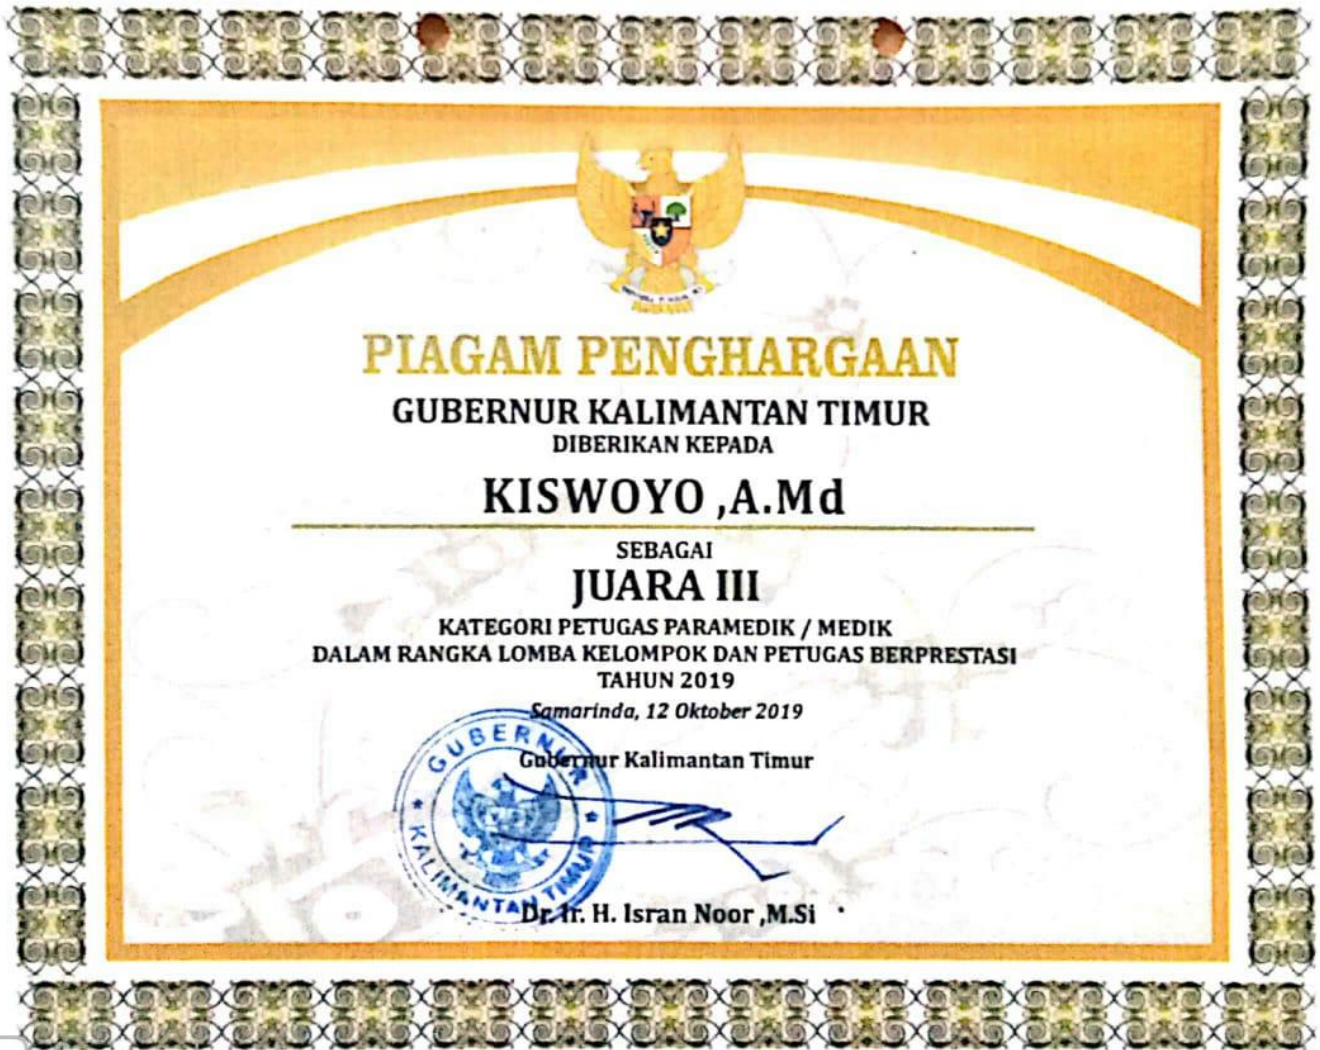 PIAGAM PENGHARGAAN
GUBERNUR KALIMANTAN TIMUR
DIBERIKAN KEPADA
KISWOYO ,A.Md
SEBAGAI
JUARA III
KATEGORI PETUGAS PARAMEDIK / MEDIK
DALAM RANGKA LOMBA KELOMPOK DAN PETUGAS BERPRESTASI
TAHUN 2019
Samarinda, 12 Oktober 2019
Gubernur Kalimantan Timur
GUBERNUR
KALIMANTAN TIMUR
Dr. Ir. H. Isran Noor ,M.Si